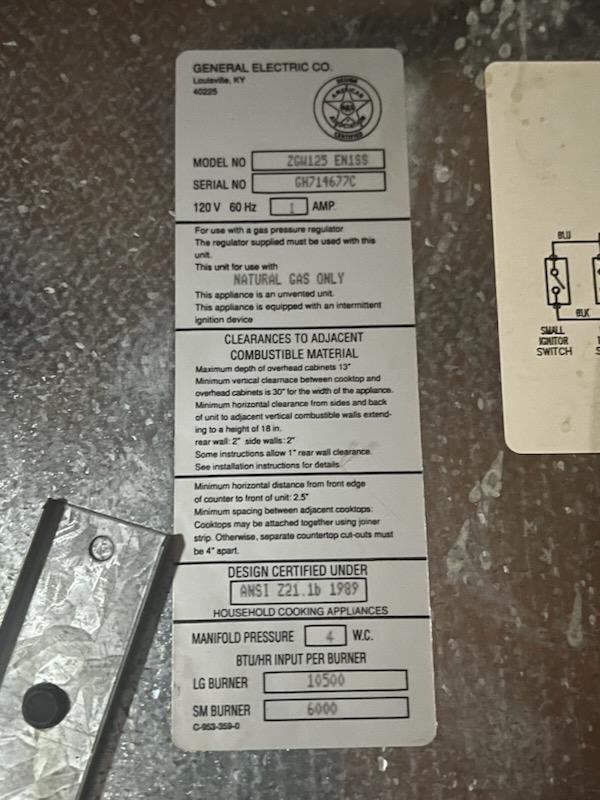 GENERAL ELECTRIC CO.
Louisville, KY
40225
DESIGN
AMERICAN
GAS
ASSOCIATION
CERTIFIED
MODEL NO ZGW125 EN1SS
SERIAL NO GH714677C
120 V 60 Hz 1 AMP.
For use with a gas pressure regulator.
The regulator supplied must be used with this
unit.
This unit for use with
NATURAL GAS ONLY
This appliance is an unvented unit.
This appliance is equipped with an intermittent
ignition device
CLEARANCES TO ADJACENT
COMBUSTIBLE MATERIAL
Maximum depth of overhead cabinets 13"
Minimum vertical clearnace between cooktop and
overhead cabinets is 30" for the width of the appliance.
Minimum horizontal clearance from sides and back
of unit to adjacent vertical combustible walls extend-
ing to a height of 18 in.
rear wall: 2" side walls: 2"
Some instructions allow 1" rear wall clearance.
See installation instructions for details
Minimum horizontal distance from front edge
of counter to front of unit: 2.5"
Minimum spacing between adjacent cooktops:
Cooktops may be attached together using joiner
strip. Otherwise, separate countertop cut-outs must
be 4" apart.
DESIGN CERTIFIED UNDER
ANSI Z21.1b 1989
HOUSEHOLD COOKING APPLIANCES
MANIFOLD PRESSURE 4 W.C.
BTU/HR INPUT PER BURNER
LG BURNER 10500
SM BURNER 6000
C-953-359-0
BLU
BLK
SMALL
IGNITOR
SWITCH